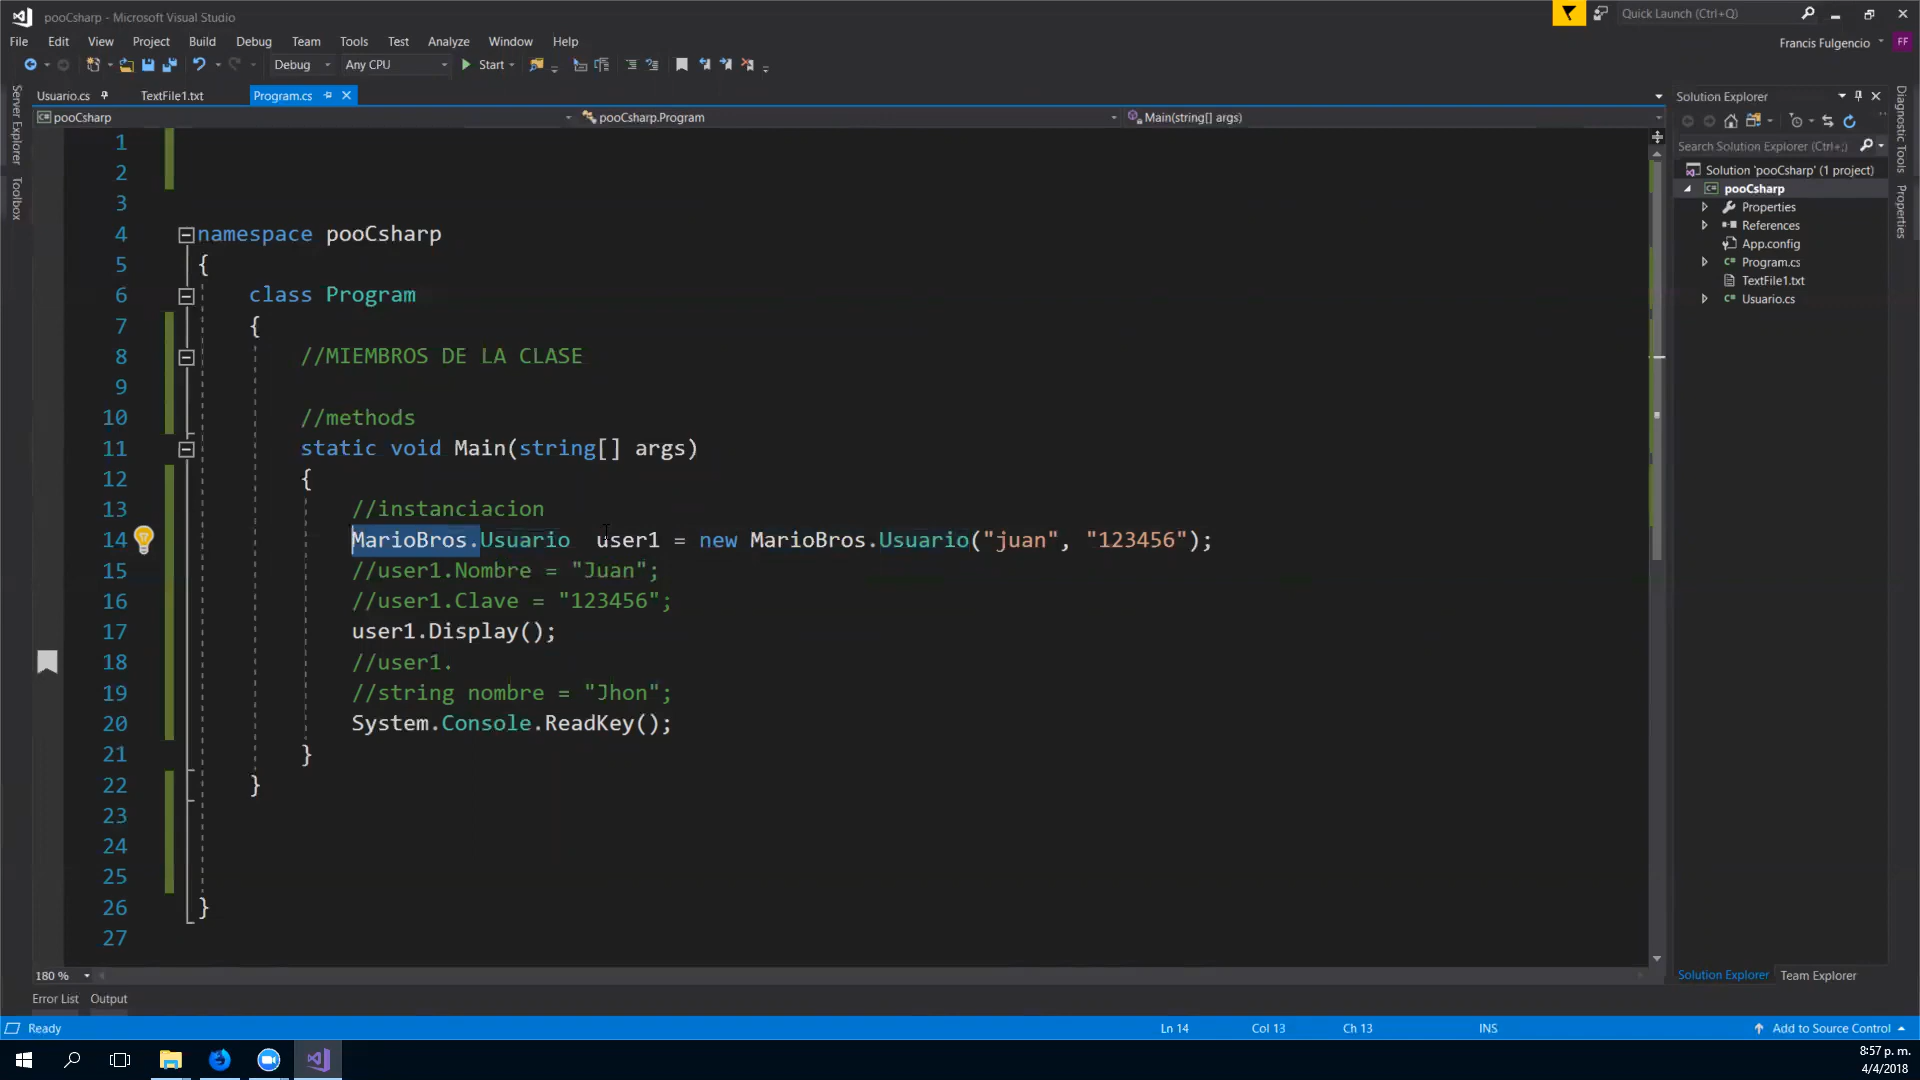 pooCsharp - Microsoft Visual Studio
Quick Launch (Ctrl+Q)
File Edit View Project Build Debug Team Tools Test Analyze Window Help
Francis Fulgencio FF
Debug Any CPU Start
Usuario.cs TextFile1.txt Program.cs
pooCsharp pooCsharp.Program Main(string[] args)
Server Explorer
Toolbox
1
2
3
4 namespace pooCsharp
5 {
6 class Program
7 {
8 //MIEMBROS DE LA CLASE
9
10 //methods
11 static void Main(string[] args)
12 {
13 //instanciacion
14 MarioBros.Usuario  user1 = new MarioBros.Usuario("juan", "123456");
15 //user1.Nombre = "Juan";
16 //user1.Clave = "123456";
17 user1.Display();
18 //user1.
19 //string nombre = "Jhon";
20 System.Console.ReadKey();
21 }
22 }
23
24
25
26 }
27
Solution Explorer
Search Solution Explorer (Ctrl+;)
Solution 'pooCsharp' (1 project)
pooCsharp
Properties
References
App.config
Program.cs
TextFile1.txt
Usuario.cs
Diagnostic Tools
Properties
180 %
Solution Explorer Team Explorer
Error List Output
Ready Ln 14 Col 13 Ch 13 INS Add to Source Control
8:57 p. m.
4/4/2018